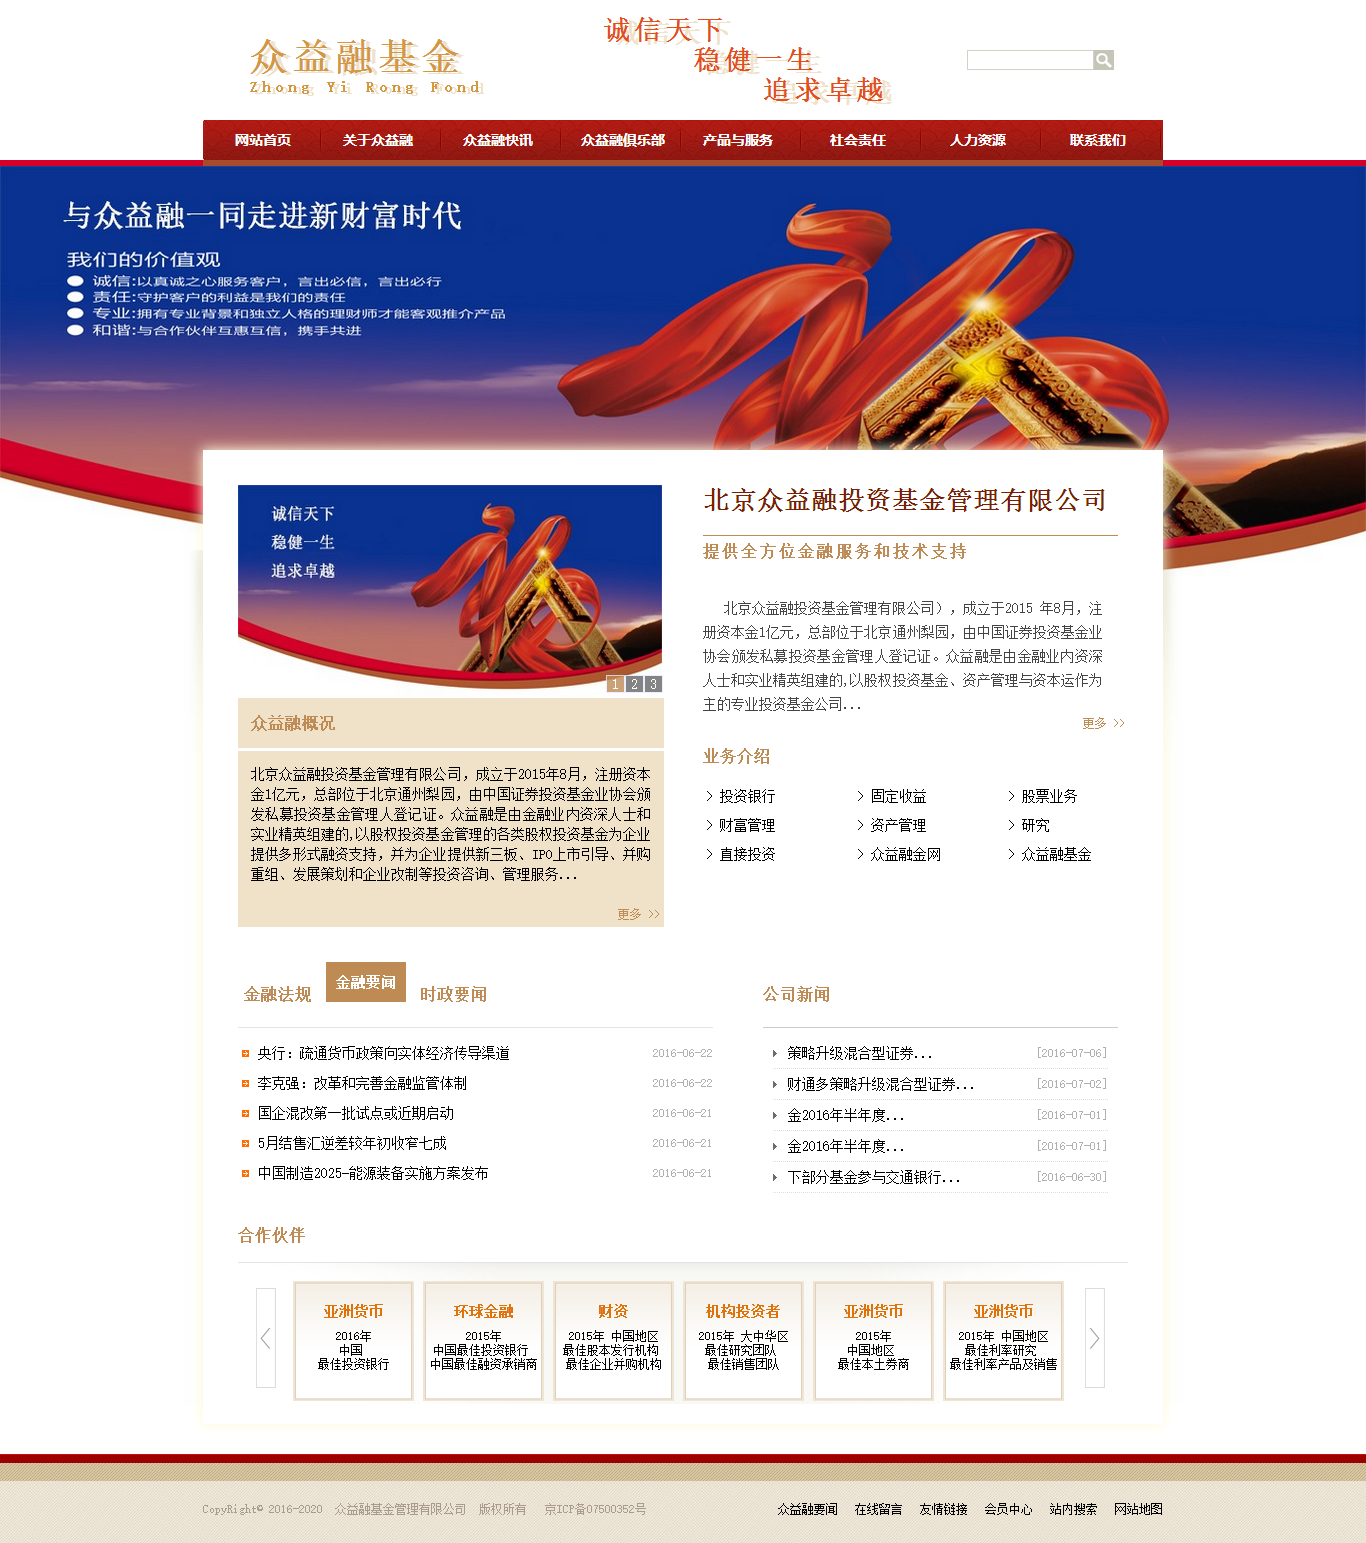 众益融基金
Zhong Yi Rong Fond
诚信天下
稳健一生
追求卓越
网站首页 关于众益融 众益融快讯 众益融俱乐部 产品与服务 社会责任 人力资源 联系我们
与众益融一同走进新财富时代
我们的价值观
诚信:以真诚之心服务客户，言出必信，言出必行
责任:守护客户的利益是我们的责任
专业:拥有专业背景和独立人格的理财师才能客观推介产品
和谐:与合作伙伴互惠互信，携手共进
诚信天下
稳健一生
追求卓越
1 2 3
众益融概况
北京众益融投资基金管理有限公司，成立于2015年8月，注册资本
金1亿元，总部位于北京通州梨园，由中国证券投资基金业协会颁
发私募投资基金管理人登记证。众益融是由金融业内资深人士和
实业精英组建的,以股权投资基金管理的各类股权投资基金为企业
提供多形式融资支持，并为企业提供新三板、IPO上市引导、并购
重组、发展策划和企业改制等投资咨询、管理服务...
更多 >>
北京众益融投资基金管理有限公司
提供全方位金融服务和技术支持
北京众益融投资基金管理有限公司），成立于2015 年8月，注
册资本金1亿元，总部位于北京通州梨园，由中国证券投资基金业
协会颁发私募投资基金管理人登记证。众益融是由金融业内资深
人士和实业精英组建的,以股权投资基金、资产管理与资本运作为
主的专业投资基金公司...
更多 >>
业务介绍
> 投资银行 > 固定收益 > 股票业务
> 财富管理 > 资产管理 > 研究
> 直接投资 > 众益融金网 > 众益融基金
金融法规 金融要闻 时政要闻
央行：疏通货币政策向实体经济传导渠道 2016-06-22
李克强：改革和完善金融监管体制 2016-06-22
国企混改第一批试点或近期启动 2016-06-21
5月结售汇逆差较年初收窄七成 2016-06-21
中国制造2025-能源装备实施方案发布 2016-06-21
公司新闻
策略升级混合型证券... [2016-07-06]
财通多策略升级混合型证券... [2016-07-02]
金2016年半年度... [2016-07-01]
金2016年半年度... [2016-07-01]
下部分基金参与交通银行... [2016-06-30]
合作伙伴
亚洲货币
2016年
中国
最佳投资银行
环球金融
2015年
中国最佳投资银行
中国最佳融资承销商
财资
2015年 中国地区
最佳股本发行机构
最佳企业并购机构
机构投资者
2015年 大中华区
最佳研究团队
最佳销售团队
亚洲货币
2015年
中国地区
最佳本土券商
亚洲货币
2015年 中国地区
最佳利率研究
最佳利率产品及销售
CopyRight© 2016-2020 众益融基金管理有限公司 版权所有 京ICP备07500352号
众益融要闻 在线留言 友情链接 会员中心 站内搜索 网站地图